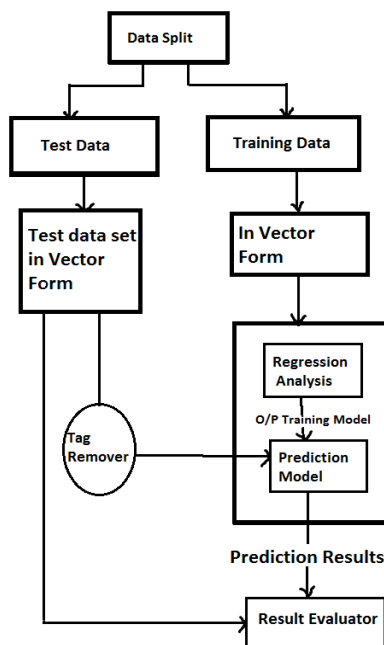 Data Split
Test Data
Training Data
Test data set
in Vector
Form
In Vector
Form
Regression
Analysis
O/P Training Model
Tag
Remover
Prediction
Model
Prediction Results
Result Evaluator